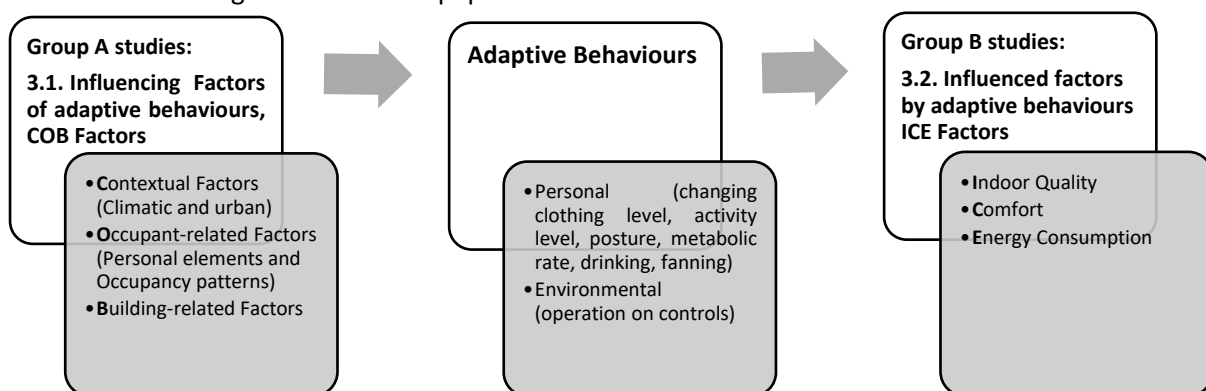 Group A studies:
3.1. Influencing Factors
of adaptive behaviours,
COB Factors
•Contextual Factors
(Climatic and urban)
•Occupant-related Factors
(Personal elements and
Occupancy patterns)
•Building-related Factors
Adaptive Behaviours
•Personal (changing
clothing level, activity
level, posture, metabolic
rate, drinking, fanning)
•Environmental
(operation on controls)
Group B studies:
3.2. Influenced factors
by adaptive behaviours
ICE Factors
•Indoor Quality
•Comfort
•Energy Consumption